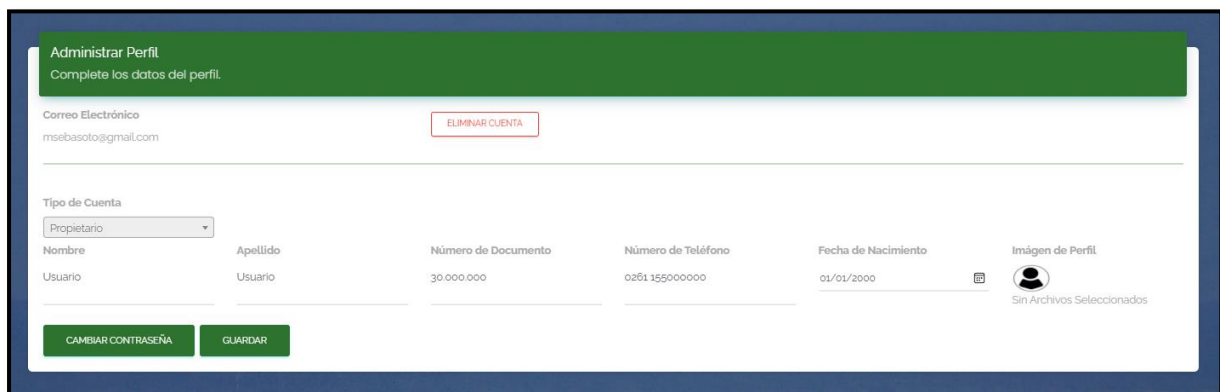 Administrar Perfil
Complete los datos del perfil.
Correo Electrónico
msebasoto@gmail.com
ELIMINAR CUENTA
Tipo de Cuenta
Propietario
Nombre
Usuario
Apellido
Usuario
Número de Documento
30.000.000
Número de Teléfono
0261 155000000
Fecha de Nacimiento
01/01/2000
Imágen de Perfil
Sin Archivos Seleccionados
CAMBIAR CONTRASEÑA
GUARDAR